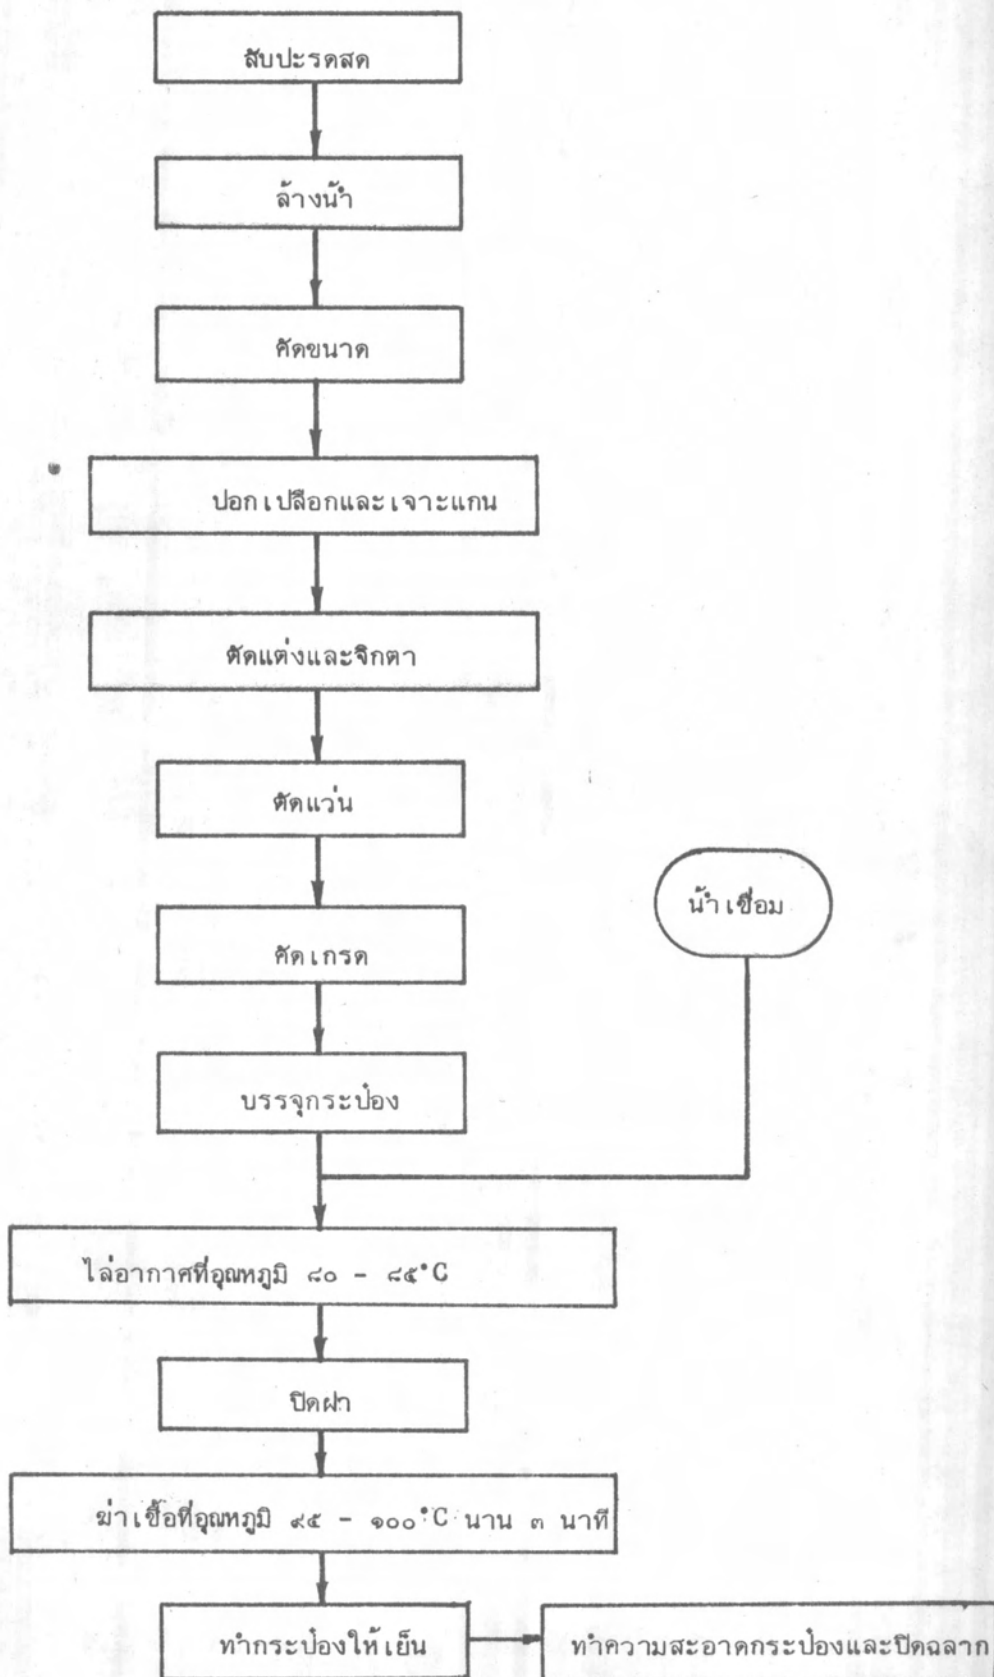 สับปะรดสด
ล้างน้ำ
คัดขนาด
ปอกเปลือกและเจาะแกน
ตัดแต่งและจิกตา
ตัดแว่น
น้ำเชื่อม
คัดเกรด
บรรจุกระป๋อง
ไล่อากาศที่อุณหภูมิ ๘๐ - ๘๕°C
ปิดฝา
ฆ่าเชื้อที่อุณหภูมิ ๙๕ - ๑๐๐°C นาน ๓ นาที
ทำกระป๋องให้เย็น
ทำความสะอาดกระป๋องและปิดฉลาก